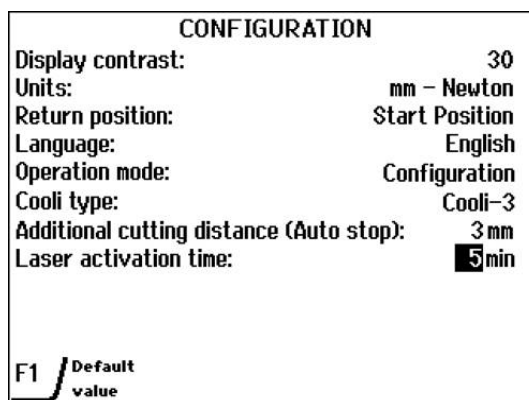 CONFIGURATION
Display contrast: 30
Units: mm - Newton
Return position: Start Position
Language: English
Operation mode: Configuration
Cooli type: Cooli-3
Additional cutting distance (Auto stop): 3 mm
Laser activation time: 5 min
F1 Default
value